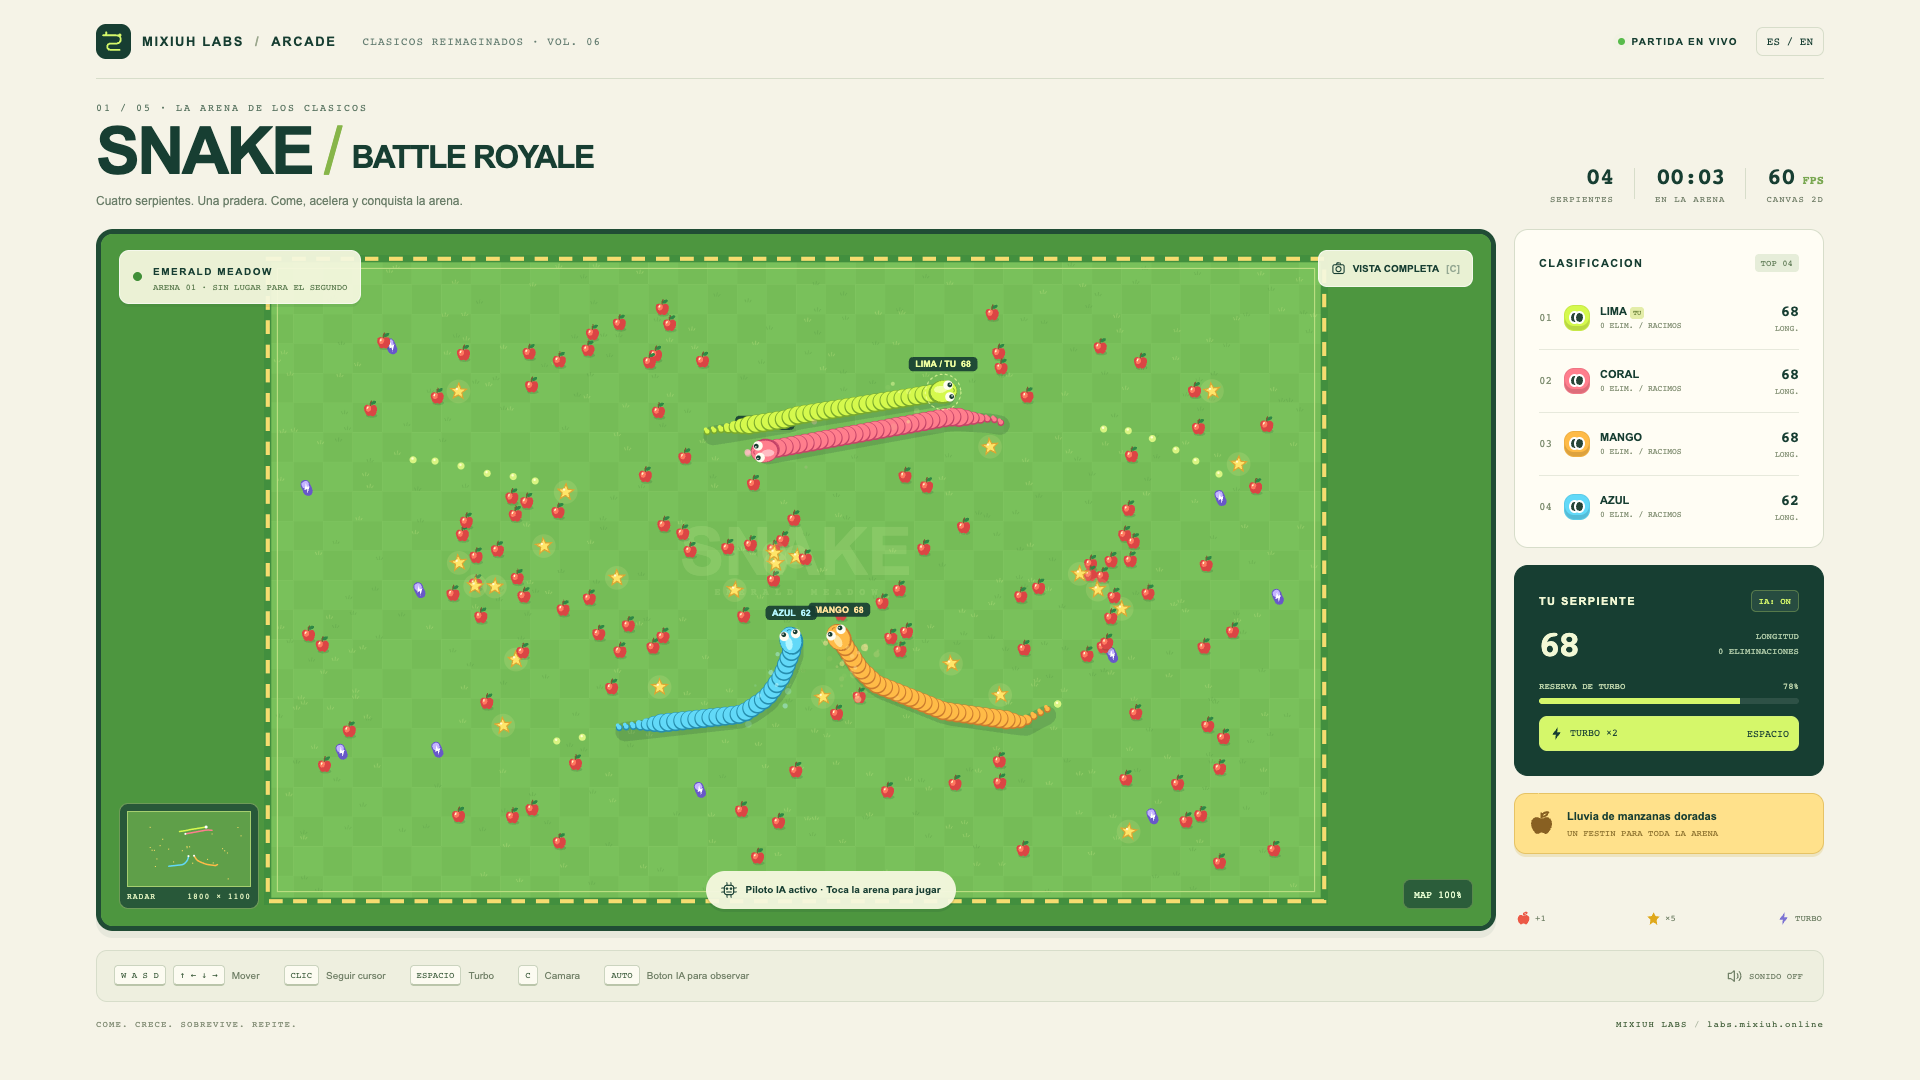 MIXIUH LABS / ARCADE
CLASICOS REIMAGINADOS · VOL. 06
PARTIDA EN VIVO
ES / EN
01 / 05 · LA ARENA DE LOS CLASICOS
SNAKE / BATTLE ROYALE
Cuatro serpientes. Una pradera. Come, acelera y conquista la arena.
04
SERPIENTES
00:03
EN LA ARENA
60 FPS
CANVAS 2D
EMERALD MEADOW
ARENA 01 · SIN LUGAR PARA EL SEGUNDO
VISTA COMPLETA [C]
LIMA / TU 68
SNAKE
AZUL 62
MANGO 68
RADAR 1800 × 1100
Piloto IA activo · Toca la arena para jugar
MAP 100%
CLASIFICACION
TOP 04
01 LIMA TU 68
0 ELIM. / RACIMOS LONG.
02 CORAL 68
0 ELIM. / RACIMOS LONG.
03 MANGO 68
0 ELIM. / RACIMOS LONG.
04 AZUL 62
0 ELIM. / RACIMOS LONG.
TU SERPIENTE
IA: ON
68
LONGITUD
0 ELIMINACIONES
RESERVA DE TURBO 78%
TURBO ×2 ESPACIO
Lluvia de manzanas doradas
UN FESTIN PARA TODA LA ARENA
+1
×5
TURBO
W A S D ↑ ← ↓ → Mover
CLIC Seguir cursor
ESPACIO Turbo
C Camara
AUTO Boton IA para observar
SONIDO OFF
COME. CRECE. SOBREVIVE. REPITE.
MIXIUH LABS / labs.mixiuh.online